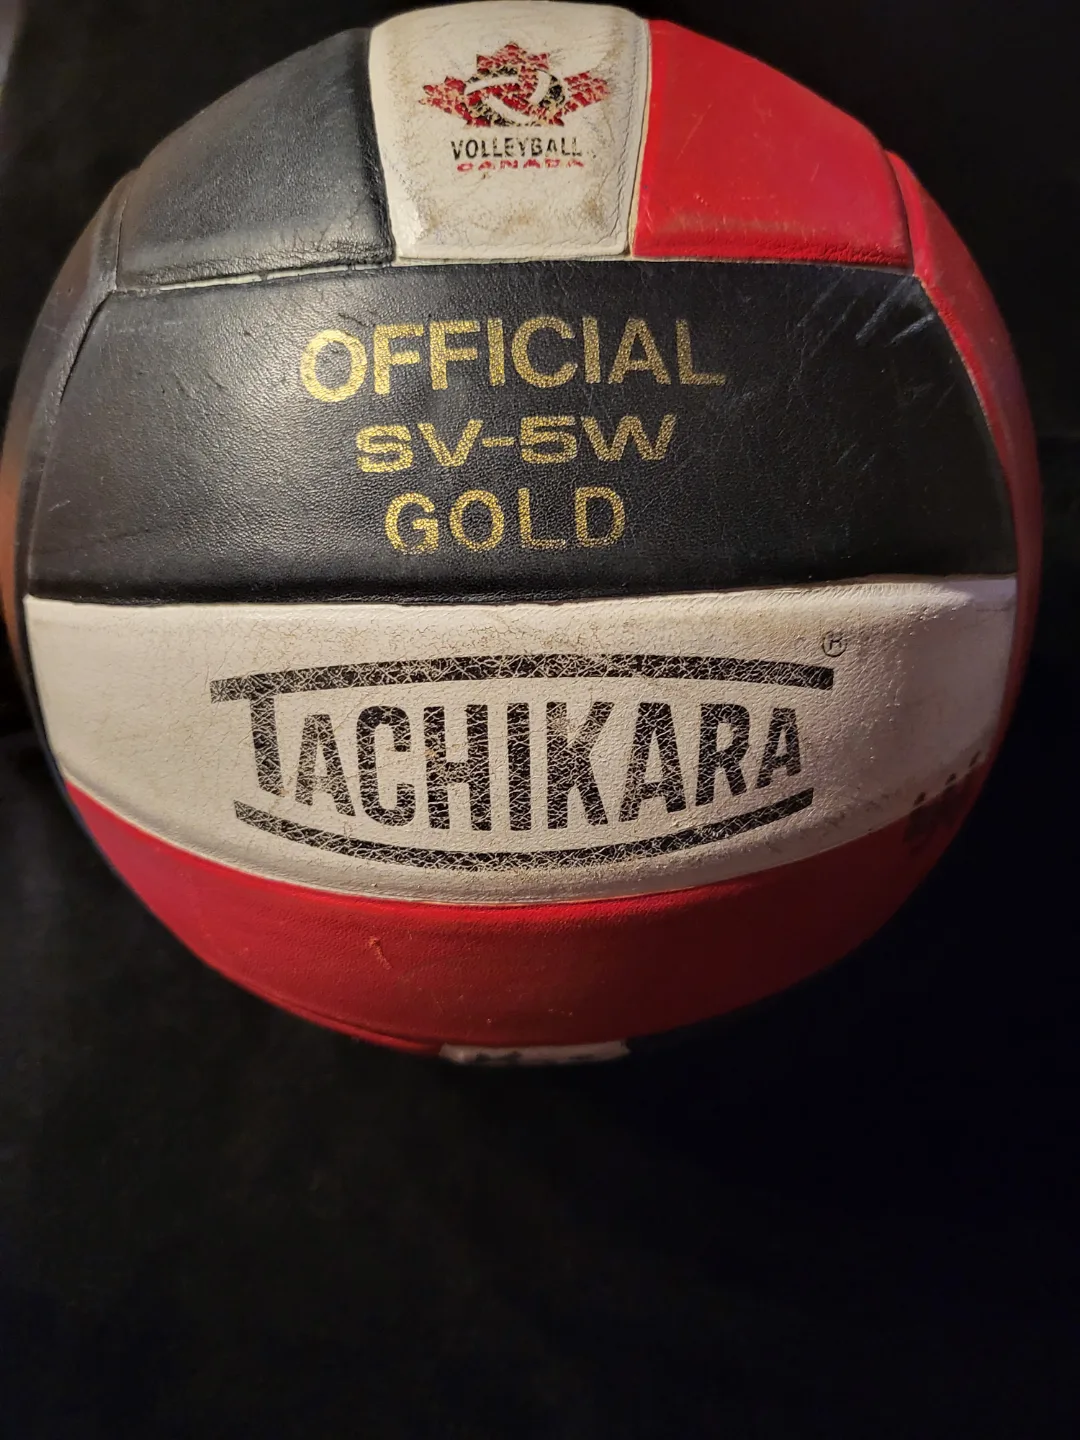 VOLLEYBALL
CANADA
OFFICIAL
SV-5W
GOLD
TACHIKARA®